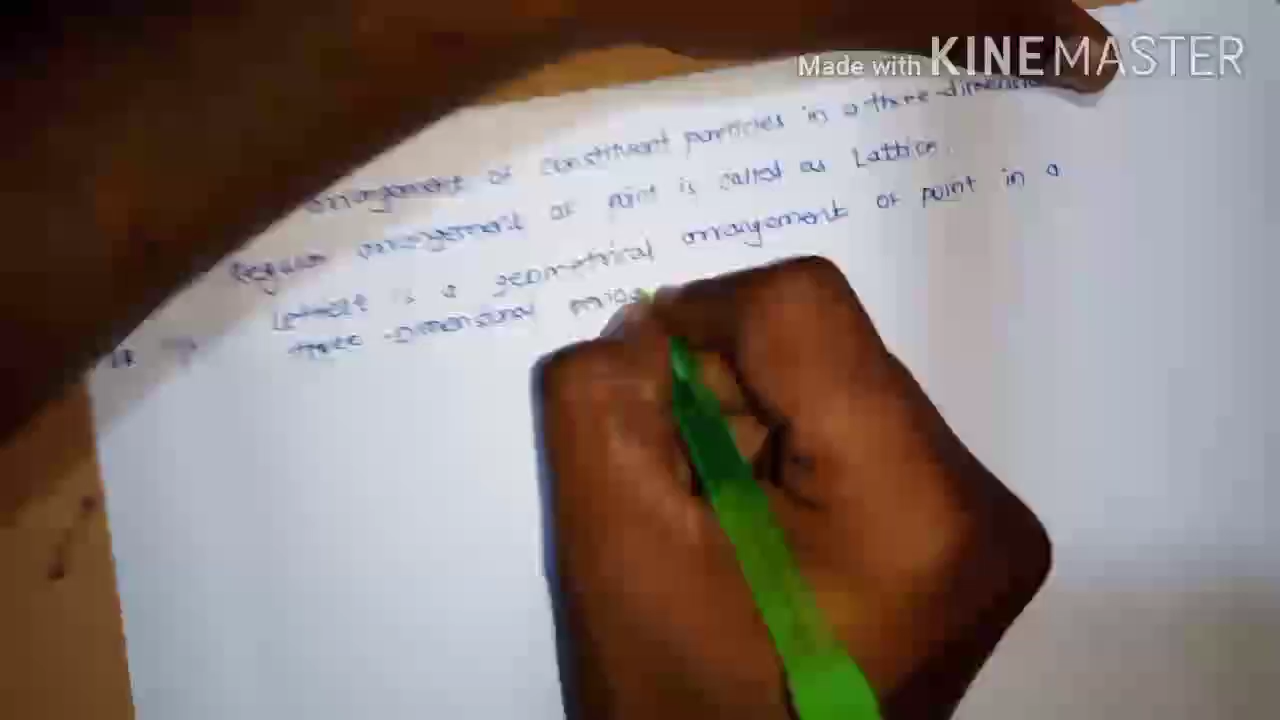 Made with KINEMASTER
arrangement of constituent particles in a three-dimension
Regular arrangement of point is called as Lattice.
Lattice is a geometrical arrangement of point in a
three-dimensional